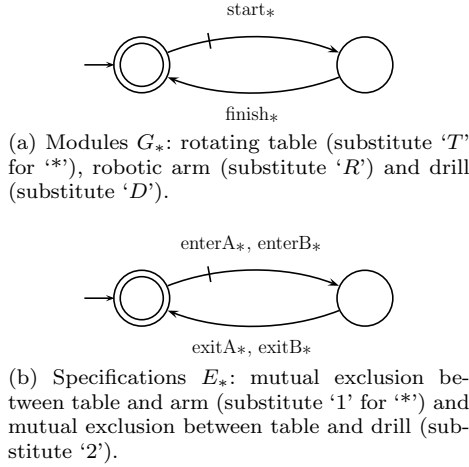 start*
finish*
(a) Modules G*: rotating table (substitute ‘T’
for ‘*’), robotic arm (substitute ‘R’) and drill
(substitute ‘D’).
enterA*, enterB*
exitA*, exitB*
(b) Specifications E*: mutual exclusion be-
tween table and arm (substitute ‘1’ for ‘*’) and
mutual exclusion between table and drill (sub-
stitute ‘2’).